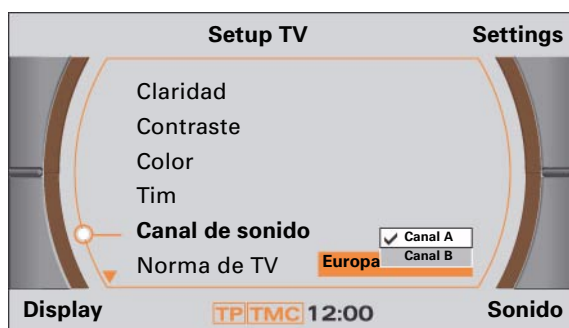 Setup TV Settings
Claridad
Contraste
Color
Tim
Canal de sonido
Canal A
Canal B
Norma de TV Europa
Display TP TMC 12:00 Sonido